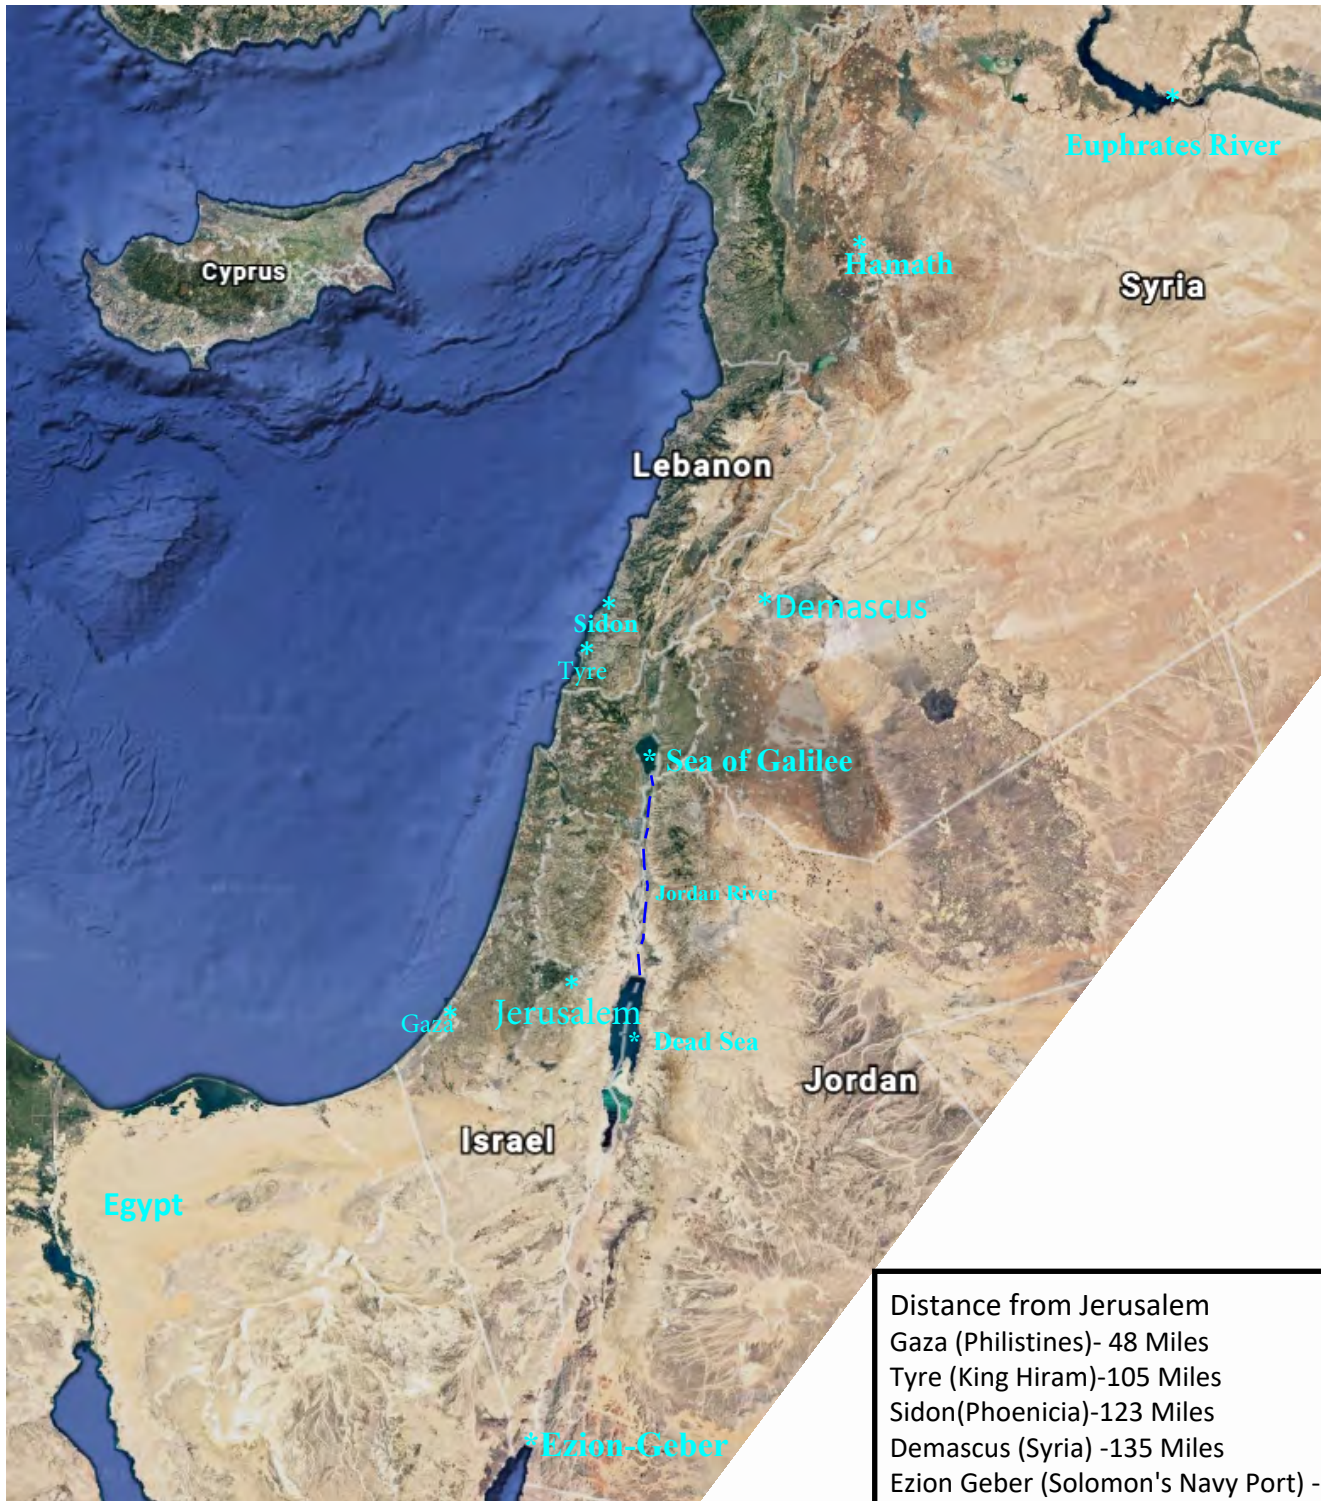 Euphrates River
Hamath
Cyprus
Syria
Lebanon
*Demascus
Sidon
Tyre
* Sea of Galilee
Jordan River
Jerusalem
Gaza
* Dead Sea
Jordan
Israel
Egypt
*Ezion-Geber
Distance from Jerusalem
Gaza (Philistines)- 48 Miles
Tyre (King Hiram)-105 Miles
Sidon(Phoenicia)-123 Miles
Demascus (Syria) -135 Miles
Ezion Geber (Solomon's Navy Port) -